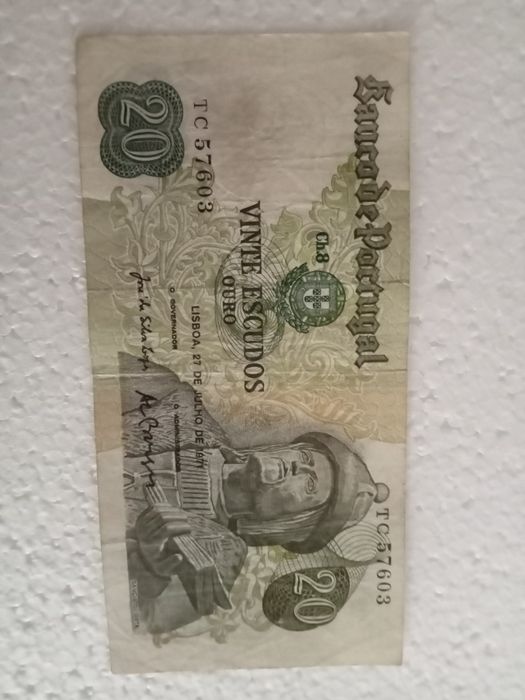 Banco de Portugal
Ch.8
TC 57603
20
VINTE ESCUDOS
OURO
TC 57603
LISBOA, 27 DE JULHO DE 1971
O GOVERNADOR
O ADMINISTRADOR
20